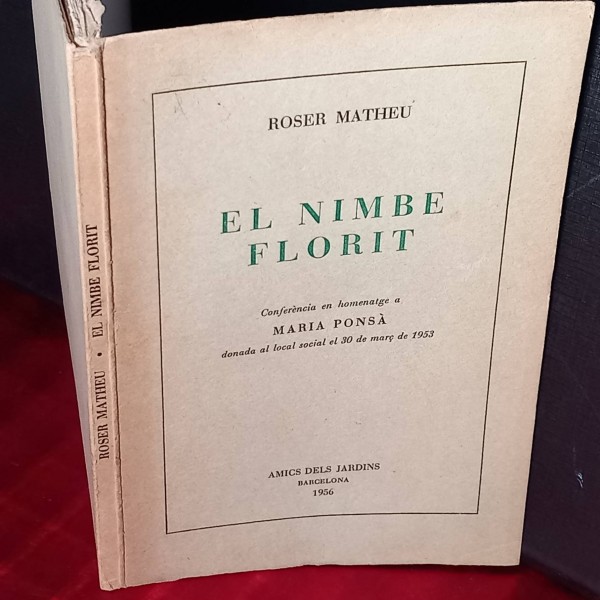 ROSER MATHEU
EL NIMBE
FLORIT
Conferència en homenatge a
MARIA PONSÀ
donada al local social el 30 de març de 1953
AMICS DELS JARDINS
BARCELONA
1956
ROSER MATHEU • EL NIMBE FLORIT